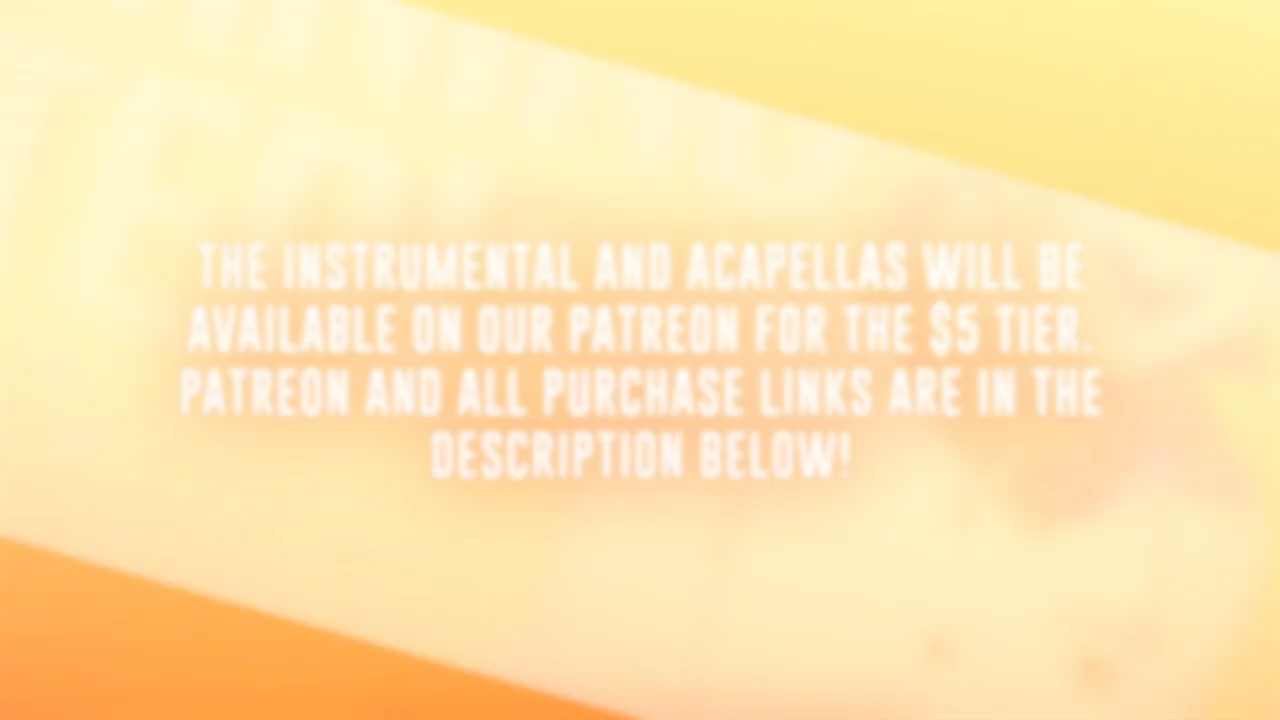 THE INSTRUMENTAL AND ACAPELLAS WILL BE
AVAILABLE ON OUR PATREON FOR THE $5 TIER.
PATREON AND ALL PURCHASE LINKS ARE IN THE
DESCRIPTION BELOW!